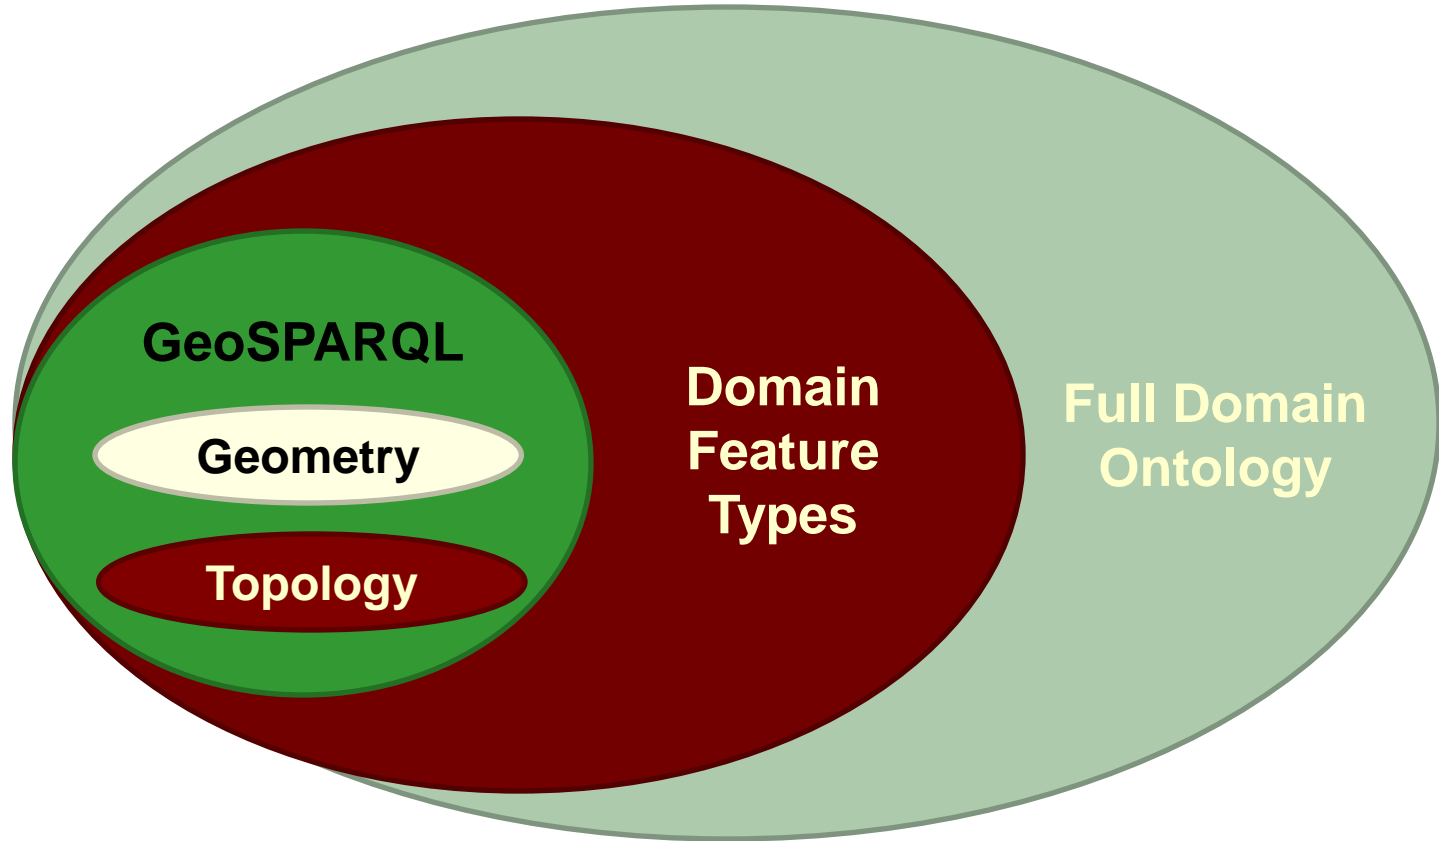 GeoSPARQL
Geometry
Topology
Domain
Feature
Types
Full Domain
Ontology